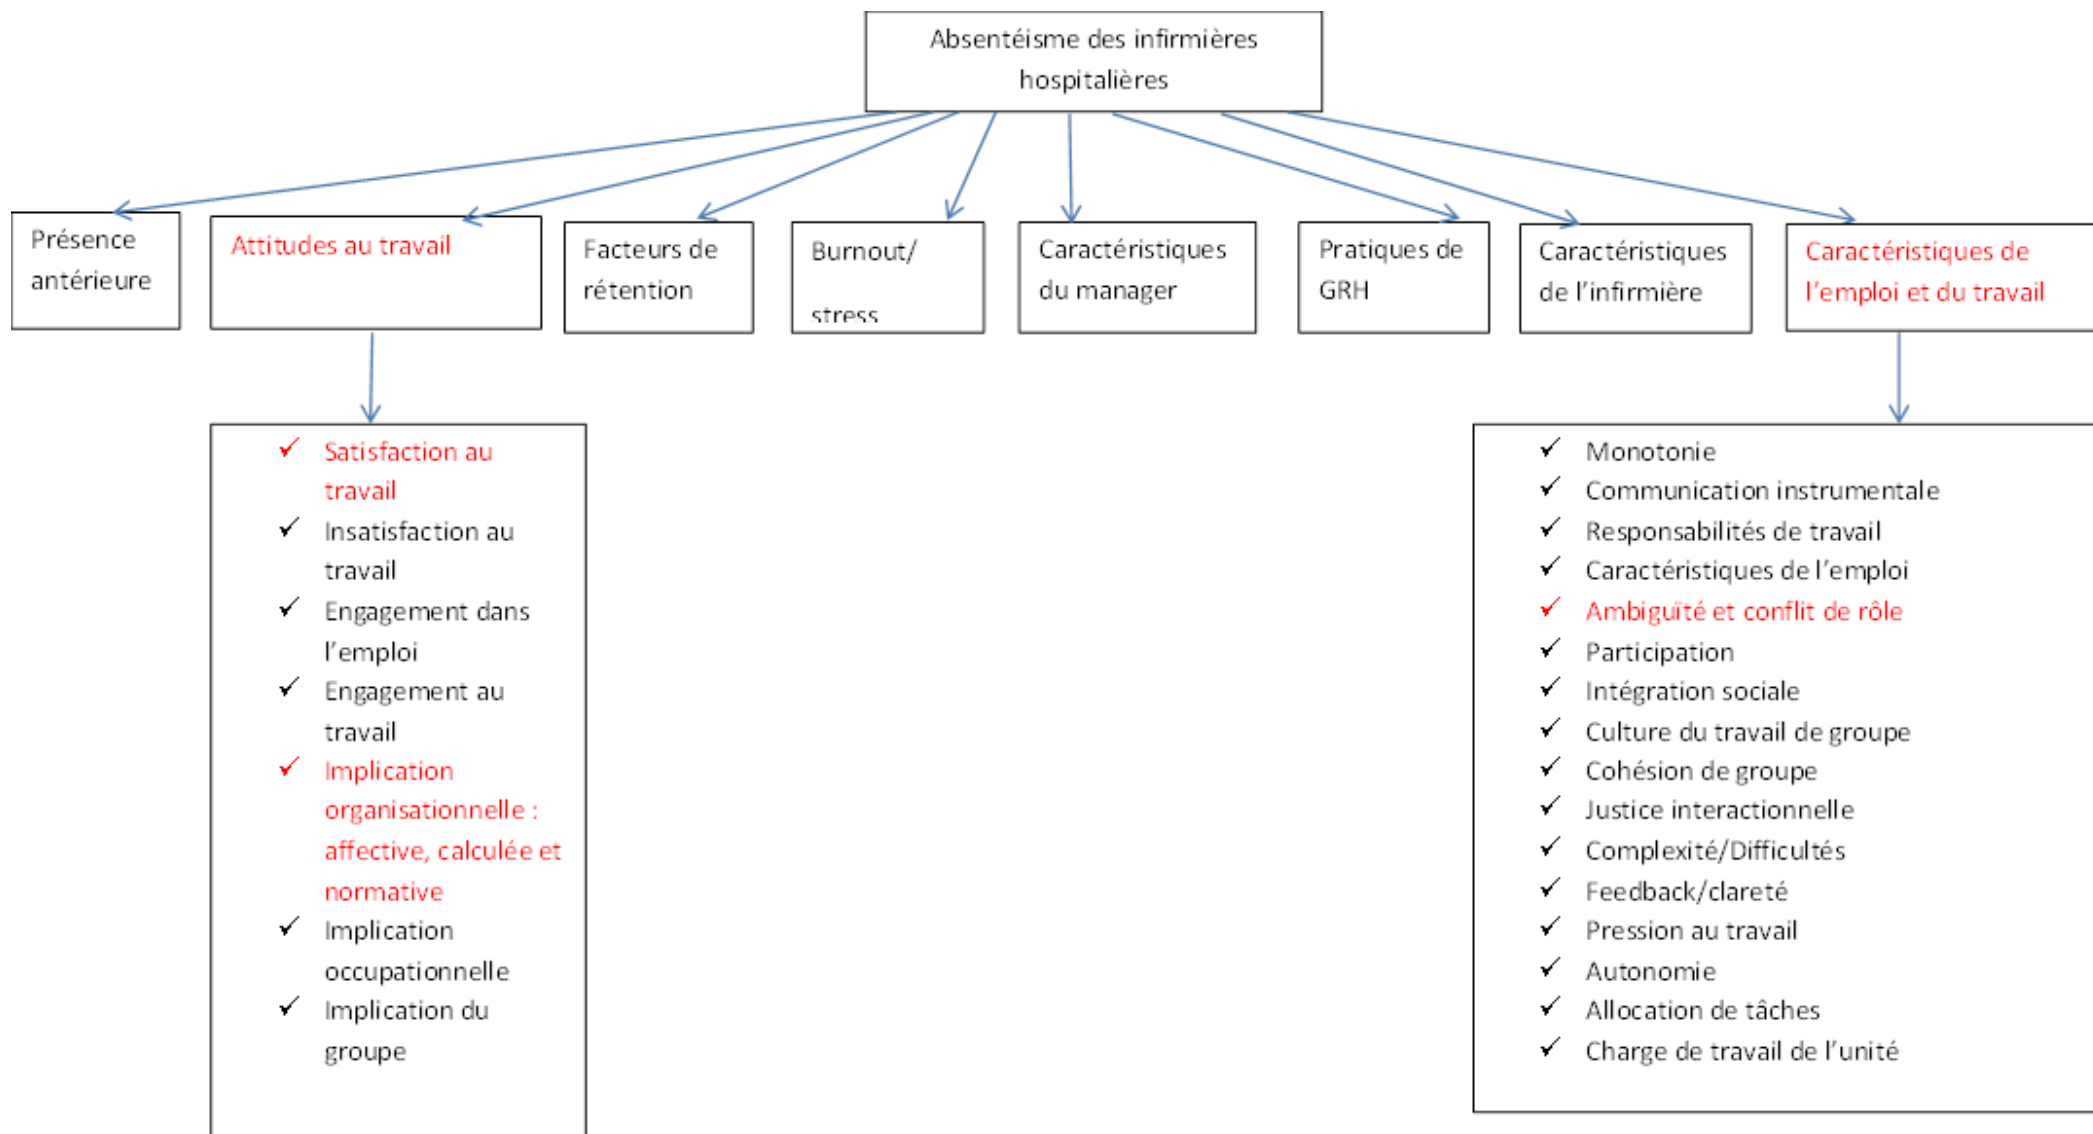 Absentéisme des infirmières
hospitalières
Présence
antérieure
Attitudes au travail
Facteurs de
rétention
Burnout/
stress
Caractéristiques
du manager
Pratiques de
GRH
Caractéristiques
de l'infirmière
Caractéristiques de
l'emploi et du travail
✓ Satisfaction au
travail
✓ Insatisfaction au
travail
✓ Engagement dans
l'emploi
✓ Engagement au
travail
✓ Implication
organisationnelle :
affective, calculée et
normative
✓ Implication
occupationnelle
✓ Implication du
groupe
✓ Monotonie
✓ Communication instrumentale
✓ Responsabilités de travail
✓ Caractéristiques de l'emploi
✓ Ambiguïté et conflit de rôle
✓ Participation
✓ Intégration sociale
✓ Culture du travail de groupe
✓ Cohésion de groupe
✓ Justice interactionnelle
✓ Complexité/Difficultés
✓ Feedback/clareté
✓ Pression au travail
✓ Autonomie
✓ Allocation de tâches
✓ Charge de travail de l'unité